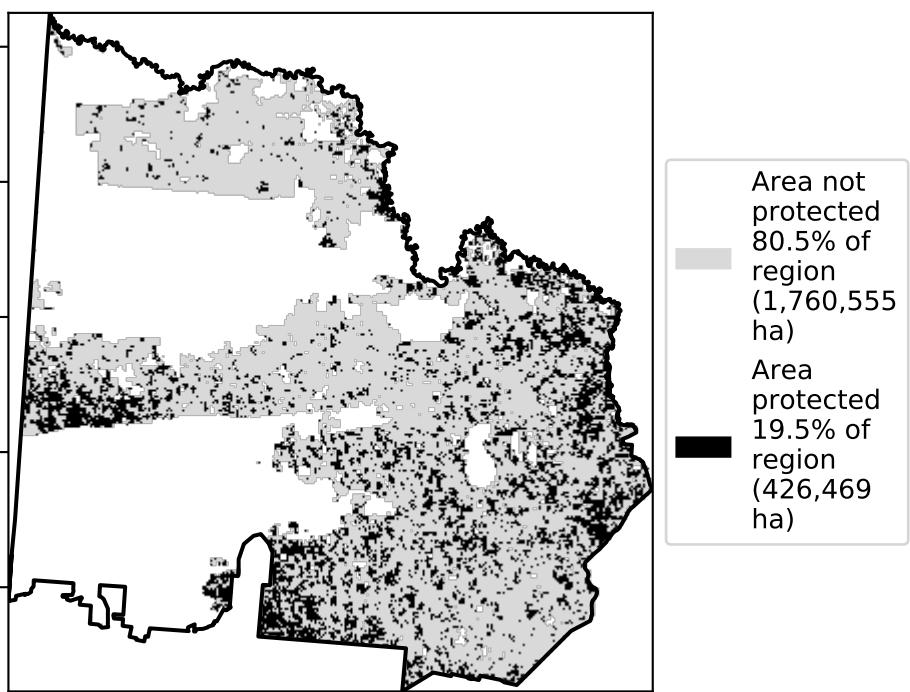 Area not
protected
80.5% of
region
(1,760,555
ha)
Area
protected
19.5% of
region
(426,469
ha)